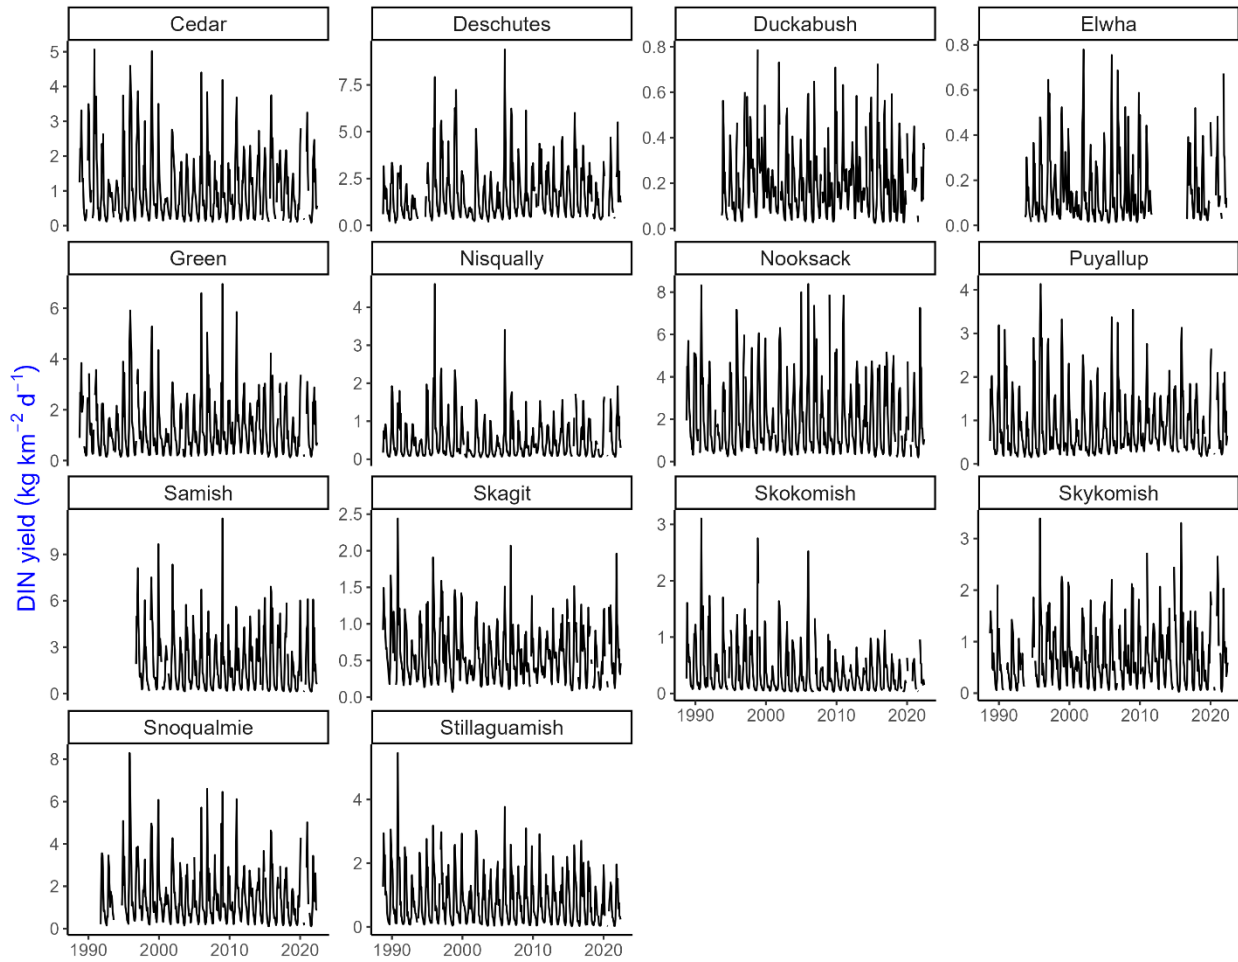 Cedar Deschutes Duckabush Elwha
5 4 3 2 1 0
7.5 5.0 2.5 0.0
0.8 0.6 0.4 0.2 0.0
0.8 0.6 0.4 0.2 0.0
Green Nisqually Nooksack Puyallup
6 4 2 0
4 3 2 1 0
8 6 4 2 0
4 3 2 1 0
DIN yield (kg km⁻² d⁻¹)
Samish Skagit Skokomish Skykomish
9 6 3 0
2.5 2.0 1.5 1.0 0.5 0.0
3 2 1 0
3 2 1 0
1990 2000 2010 2020
1990 2000 2010 2020
Snoqualmie Stillaguamish
8 6 4 2 0
4 2 0
1990 2000 2010 2020
1990 2000 2010 2020